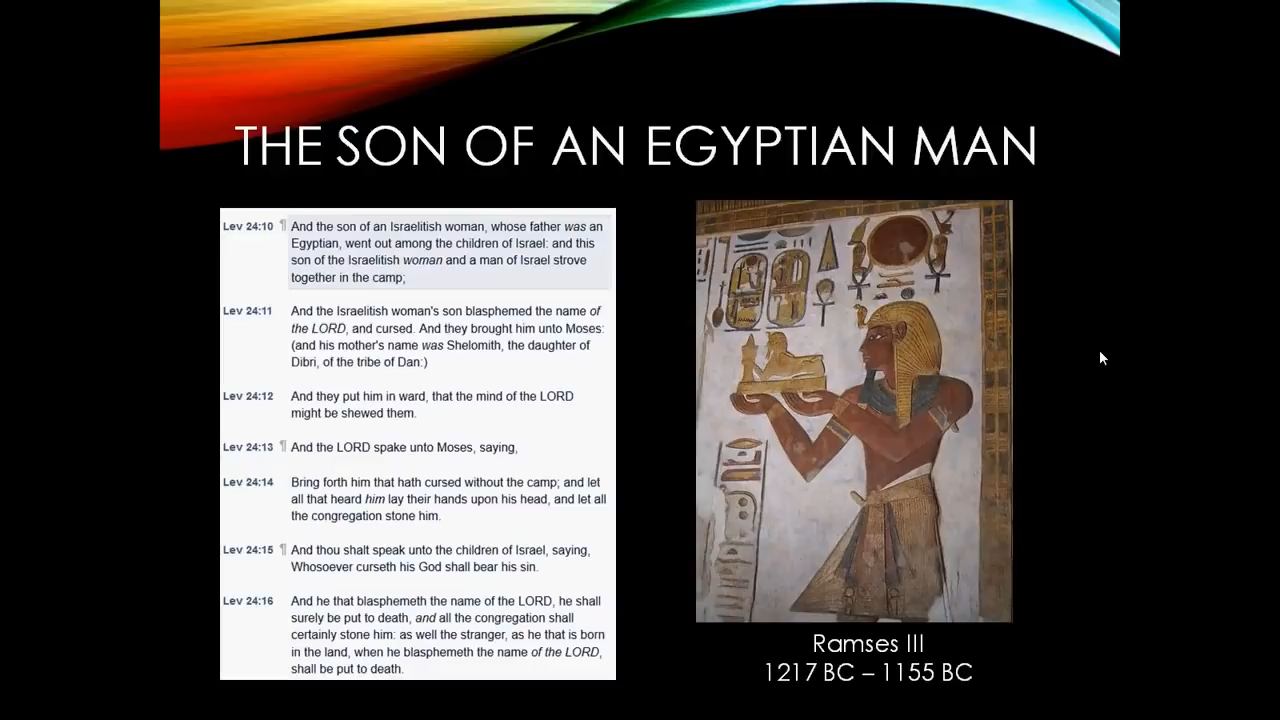 THE SON OF AN EGYPTIAN MAN
Lev 24:10 ¶ And the son of an Israelitish woman, whose father was an
Egyptian, went out among the children of Israel: and this
son of the Israelitish woman and a man of Israel strove
together in the camp;
Lev 24:11 And the Israelitish woman's son blasphemed the name of
the LORD, and cursed. And they brought him unto Moses:
(and his mother's name was Shelomith, the daughter of
Dibri, of the tribe of Dan:)
Lev 24:12 And they put him in ward, that the mind of the LORD
might be shewed them.
Lev 24:13 ¶ And the LORD spake unto Moses, saying,
Lev 24:14 Bring forth him that hath cursed without the camp; and let
all that heard him lay their hands upon his head, and let all
the congregation stone him.
Lev 24:15 ¶ And thou shalt speak unto the children of Israel, saying,
Whosoever curseth his God shall bear his sin.
Lev 24:16 And he that blasphemeth the name of the LORD, he shall
surely be put to death, and all the congregation shall
certainly stone him: as well the stranger, as he that is born
in the land, when he blasphemeth the name of the LORD,
shall be put to death.
Ramses III
1217 BC – 1155 BC